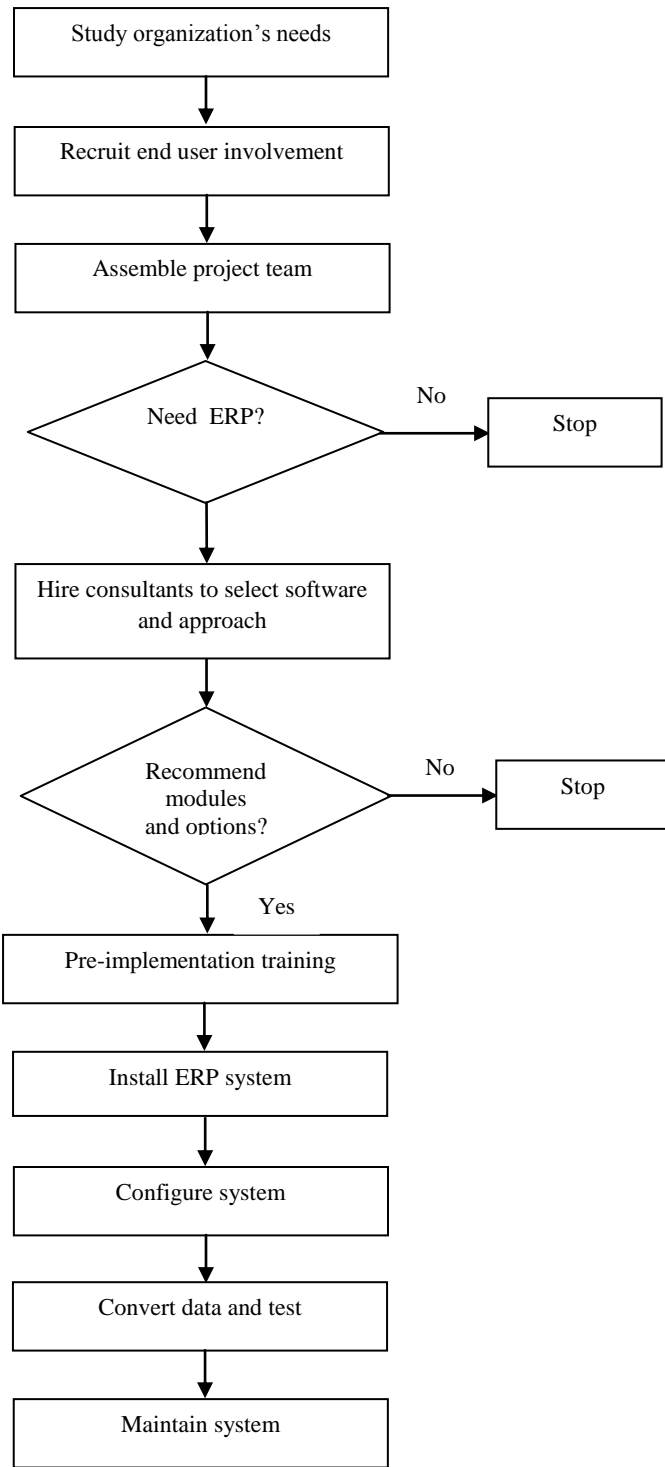 Study organization’s needs
Recruit end user involvement
Assemble project team
Need ERP?
No
Stop
Hire consultants to select software
and approach
Recommend
modules
and options?
No
Stop
Yes
Pre-implementation training
Install ERP system
Configure system
Convert data and test
Maintain system